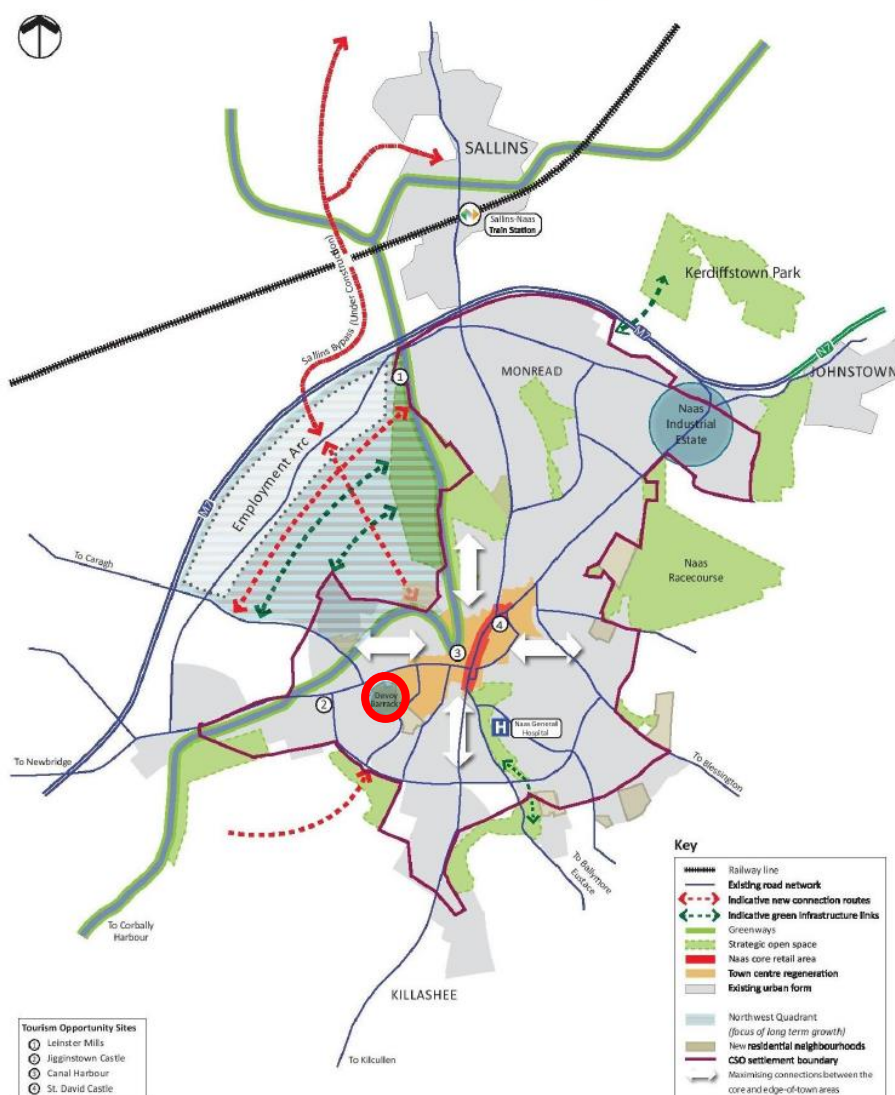 SALLINS
Sallins-Naas
Train Station
Kerdiffstown Park
Sallins Bypass (Under Construction)
M7
N7
JOHNSTOWN
MONREAD
1
Naas
Industrial
Estate
Employment Arc
M7
To Caragh
Naas
Racecourse
4
3
Devoy
Barracks
2
H
Naas General
Hospital
To Newbridge
To Blessington
To Ballymore
Eustace
To Corbally
Harbour
KILLASHEE
To Kilcullen
Key
Railway line
Existing road network
Indicative new connection routes
Indicative green infrastructure links
Greenways
Strategic open space
Naas core retail area
Town centre regeneration
Existing urban form
Northwest Quadrant
(focus of long term growth)
New residential neighbourhoods
CSO settlement boundary
Maximising connections between the
core and edge-of-town areas
Tourism Opportunity Sites
1 Leinster Mills
2 Jigginstown Castle
3 Canal Harbour
4 St. David Castle